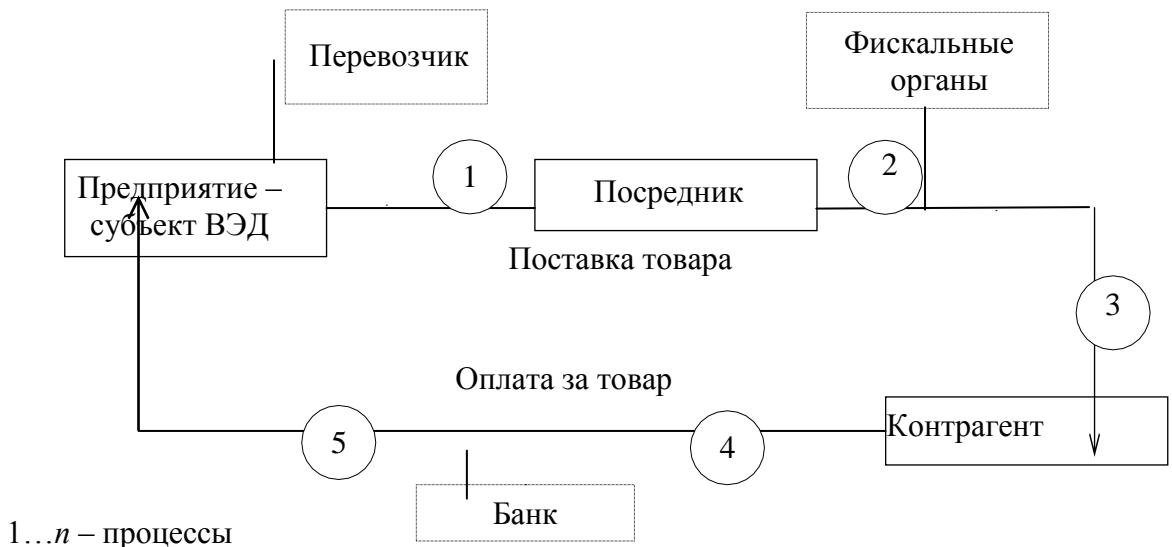 Перевозчик
Фискальные
органы
1
2
Предприятие –
субъект ВЭД
Посредник
Поставка товара
3
Оплата за товар
Контрагент
5
4
Банк
1…n – процессы